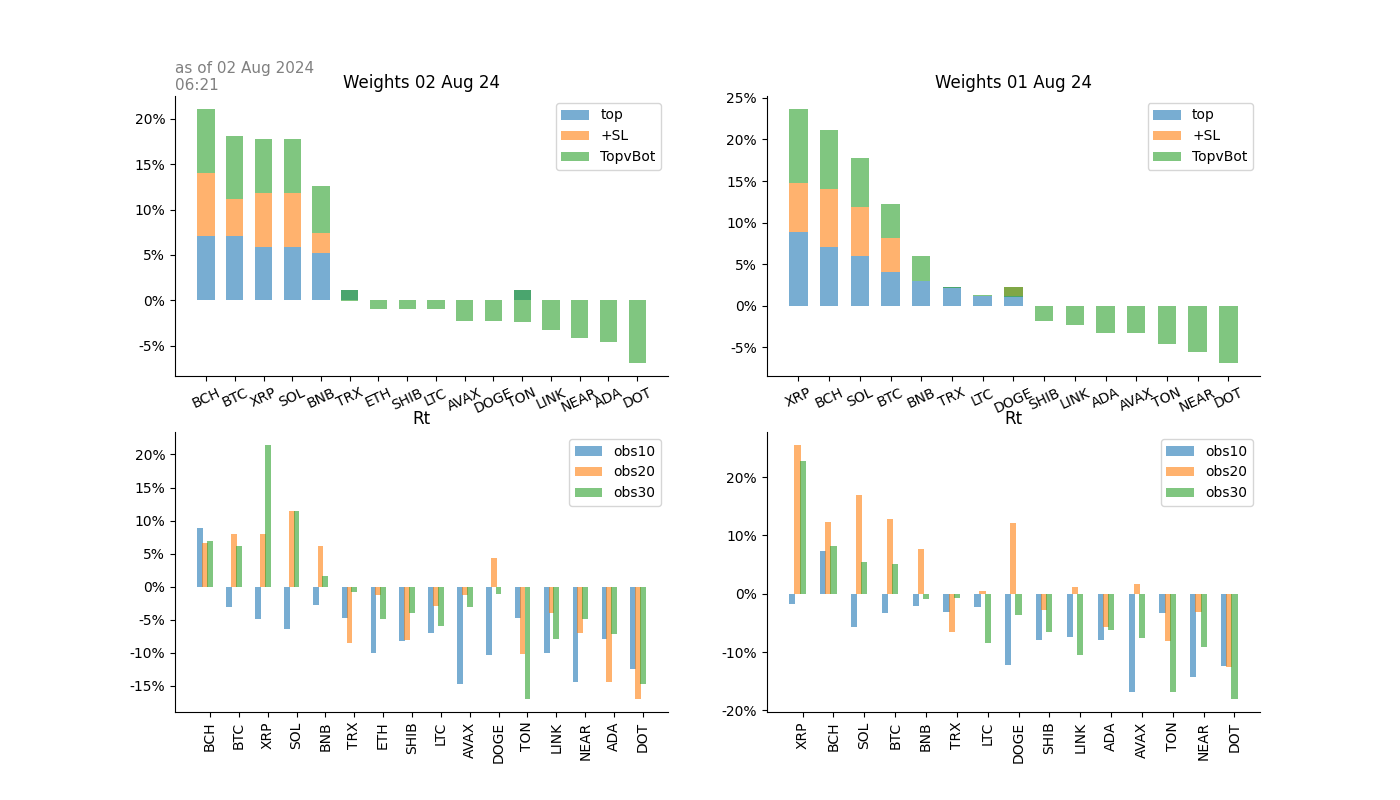 as of 02 Aug 2024
06:21
Weights 02 Aug 24
20%
15%
10%
5%
0%
-5%
top
+SL
TopvBot
BCH BTC XRP SOL BNB TRX ETH SHIB LTC AVAX DOGE TON LINK NEAR ADA DOT
Weights 01 Aug 24
25%
20%
15%
10%
5%
0%
-5%
top
+SL
TopvBot
XRP BCH SOL BTC BNB TRX LTC DOGE SHIB LINK ADA AVAX TON NEAR DOT
Rt
20%
15%
10%
5%
0%
-5%
-10%
-15%
obs10
obs20
obs30
BCH BTC XRP SOL BNB TRX ETH SHIB LTC AVAX DOGE TON LINK NEAR ADA DOT
Rt
20%
10%
0%
-10%
-20%
obs10
obs20
obs30
XRP BCH SOL BTC BNB TRX LTC DOGE SHIB LINK ADA AVAX TON NEAR DOT